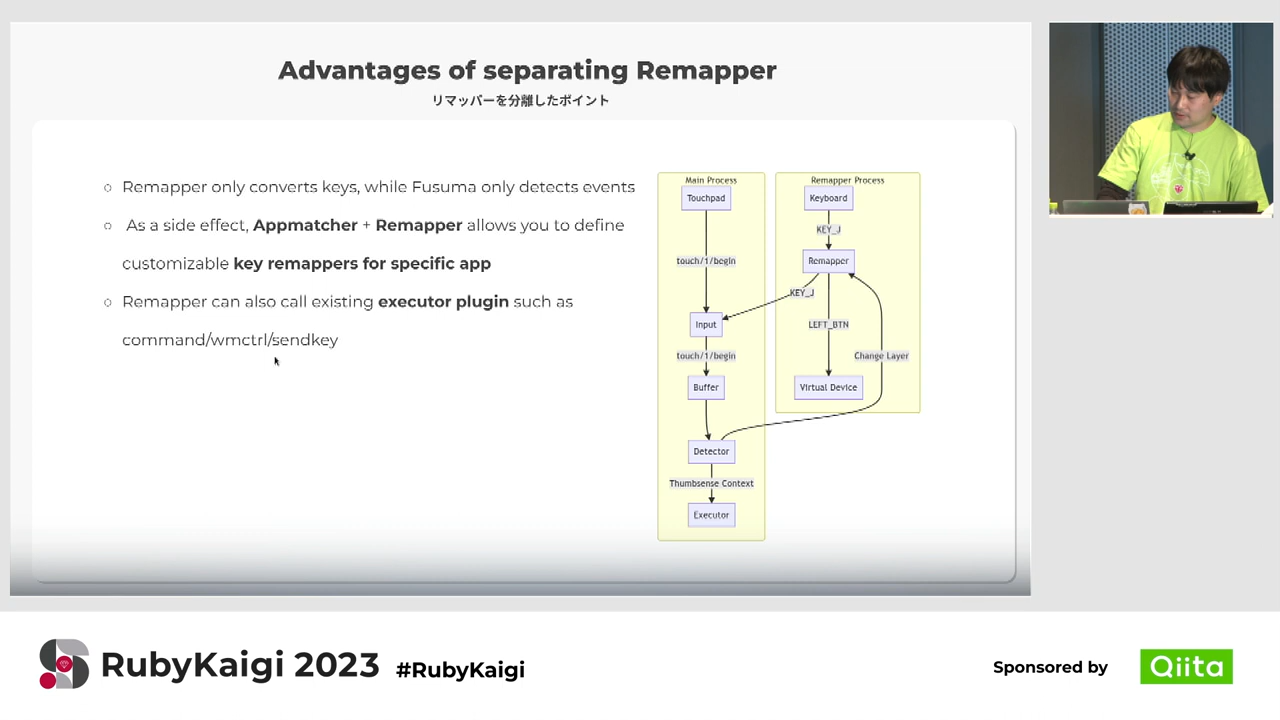 Advantages of separating Remapper
リマッパーを分離したポイント
Remapper only converts keys, while Fusuma only detects events
As a side effect, Appmatcher + Remapper allows you to define
customizable key remappers for specific app
Remapper can also call existing executor plugin such as
command/wmctrl/sendkey
Main Process
Touchpad
touch/1/begin
Input
touch/1/begin
Buffer
Detector
Thumbsense Context
Executor
Remapper Process
Keyboard
KEY_J
Remapper
KEY_J
LEFT_BTN
Change Layer
Virtual Device
RubyKaigi 2023 #RubyKaigi
Sponsored by
Qiita